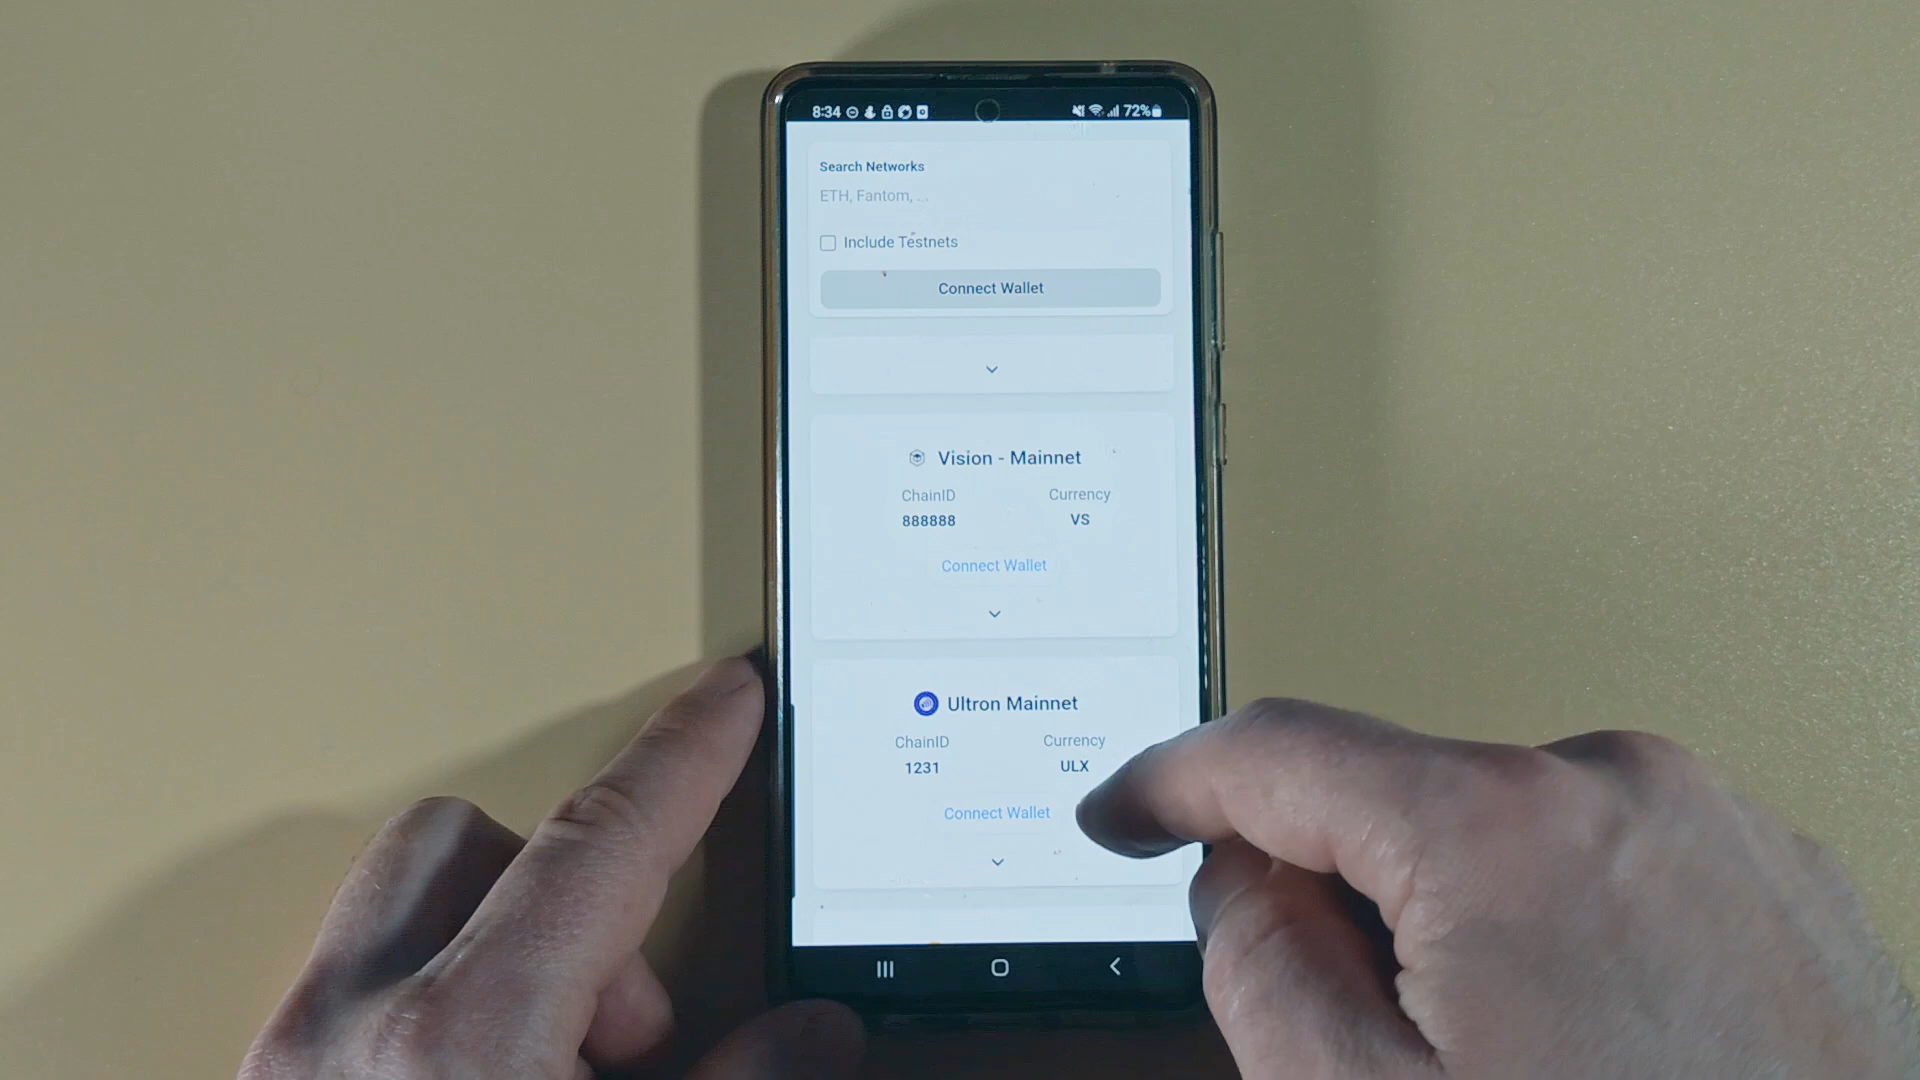 8:34 72%
Search Networks
ETH, Fantom, ...
Include Testnets
Connect Wallet
Vision - Mainnet
ChainID Currency
888888 VS
Connect Wallet
Ultron Mainnet
ChainID Currency
1231 ULX
Connect Wallet